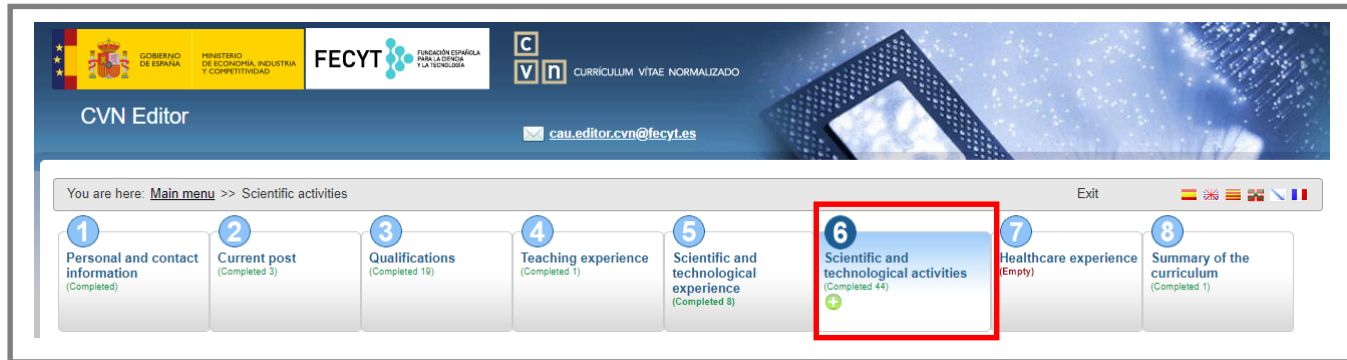 GOBIERNO
DE ESPAÑA
MINISTERIO
DE ECONOMÍA, INDUSTRIA
Y COMPETITIVIDAD
FECYT
FUNDACIÓN ESPAÑOLA
PARA LA CIENCIA
Y LA TECNOLOGÍA
C
V n CURRÍCULUM VÍTAE NORMALIZADO
CVN Editor
cau.editor.cvn@fecyt.es
You are here: Main menu >> Scientific activities
Exit
1
Personal and contact
information
(Completed)
2
Current post
(Completed 3)
3
Qualifications
(Completed 19)
4
Teaching experience
(Completed 1)
5
Scientific and
technological
experience
(Completed 8)
6
Scientific and
technological activities
(Completed 44)
7
Healthcare experience
(Empty)
8
Summary of the
curriculum
(Completed 1)